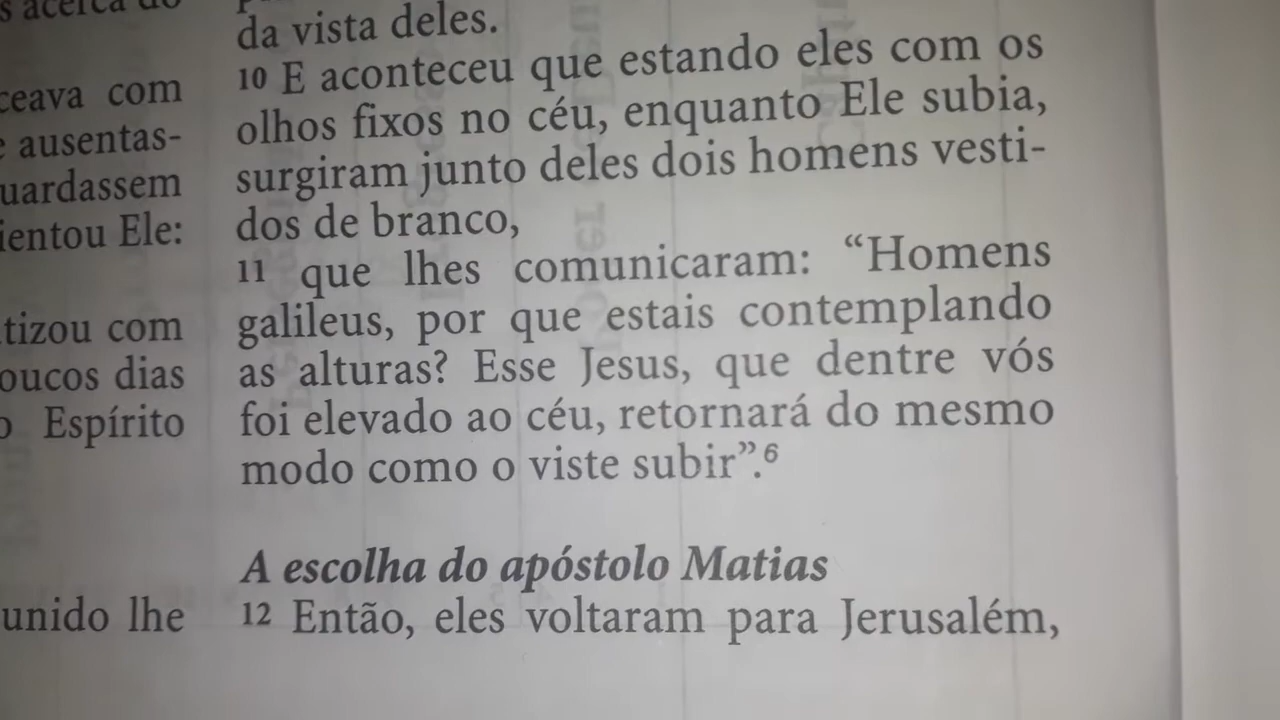 s acerca do
ceava com
e ausentas-
uardassem
ientou Ele:
tizou com
oucos dias
o Espírito
unido lhe
da vista deles.
10 E aconteceu que estando eles com os
olhos fixos no céu, enquanto Ele subia,
surgiram junto deles dois homens vesti-
dos de branco,
11 que lhes comunicaram: “Homens
galileus, por que estais contemplando
as alturas? Esse Jesus, que dentre vós
foi elevado ao céu, retornará do mesmo
modo como o viste subir”.6
A escolha do apóstolo Matias
12 Então, eles voltaram para Jerusalém,